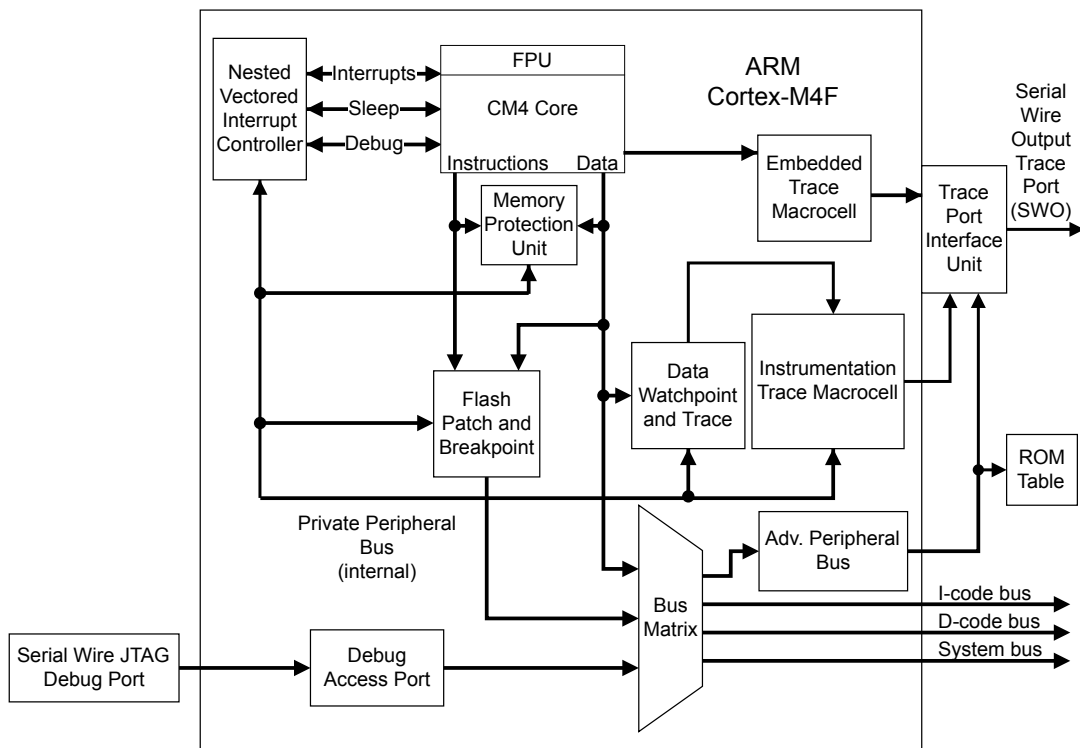 FPU
ARM
Cortex-M4F
Nested
Vectored
Interrupt
Controller
Interrupts
Sleep
Debug
CM4 Core
Instructions
Data
Serial
Wire
Output
Trace
Port
(SWO)
Embedded
Trace
Macrocell
Trace
Port
Interface
Unit
Memory
Protection
Unit
Flash
Patch and
Breakpoint
Data
Watchpoint
and Trace
Instrumentation
Trace Macrocell
ROM
Table
Private Peripheral
Bus
(internal)
Adv. Peripheral
Bus
Bus
Matrix
I-code bus
D-code bus
System bus
Serial Wire JTAG
Debug Port
Debug
Access Port